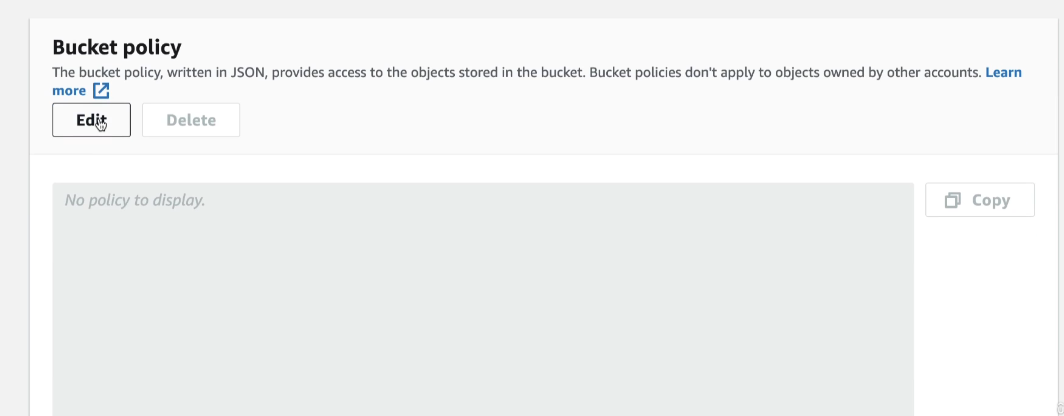 Bucket policy
The bucket policy, written in JSON, provides access to the objects stored in the bucket. Bucket policies don't apply to objects owned by other accounts. Learn
more
Edit Delete
No policy to display. Copy